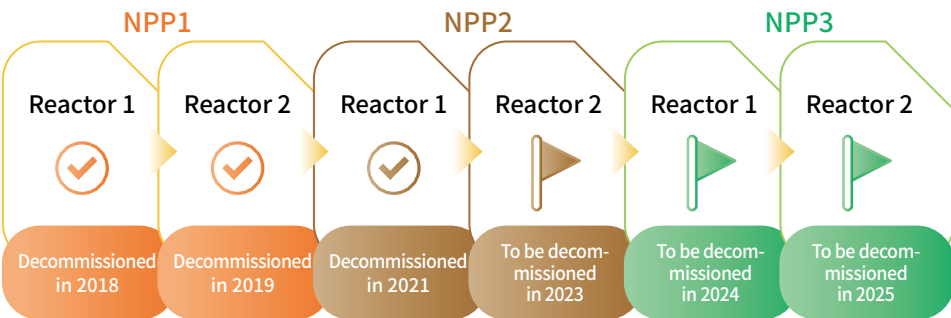 NPP1
NPP2
NPP3
Reactor 1
Reactor 2
Reactor 1
Reactor 2
Reactor 1
Reactor 2
Decommissioned
in 2018
Decommissioned
in 2019
Decommissioned
in 2021
To be decom-
missioned
in 2023
To be decom-
missioned
in 2024
To be decom-
missioned
in 2025